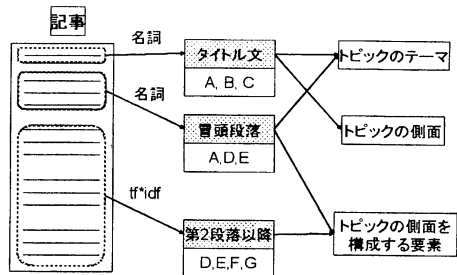 記事
名詞
タイトル文
A, B, C
トピックのテーマ
名詞
冒頭段落
A,D,E
トピックの側面
tf*idf
第2段落以降
D,E,F,G
トピックの側面を
構成する要素